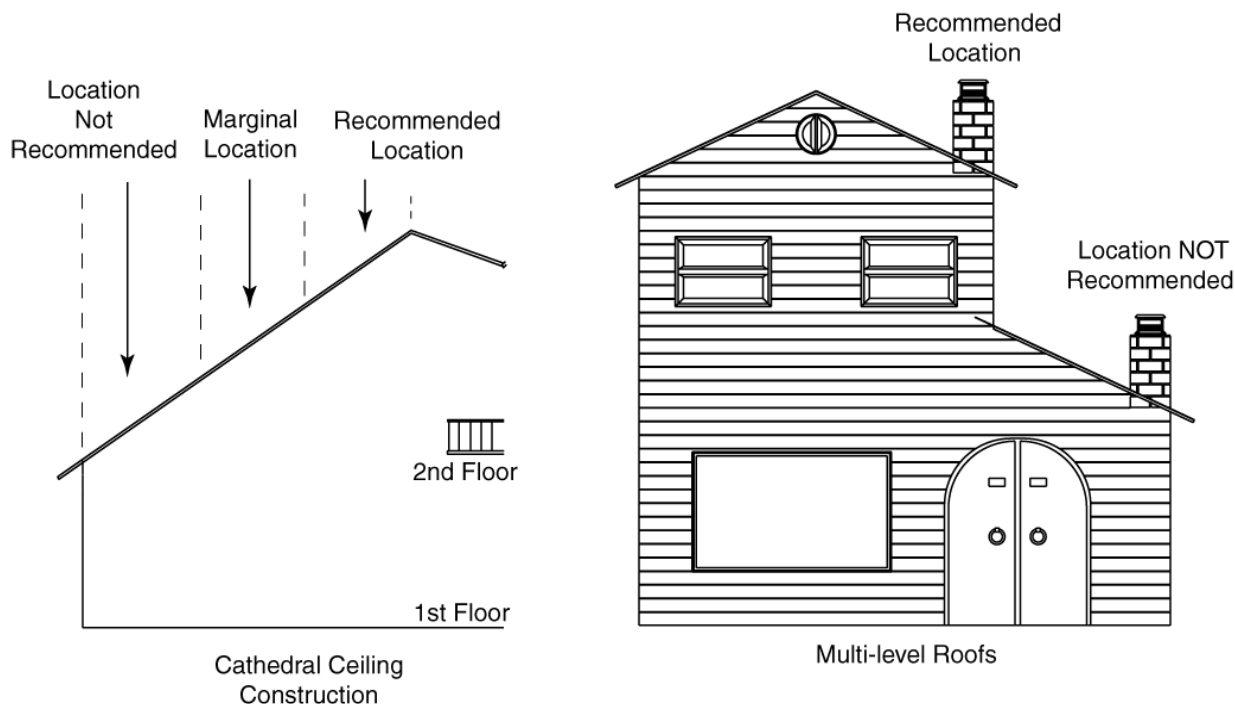 Location
Not
Recommended
Marginal
Location
Recommended
Location
2nd Floor
1st Floor
Cathedral Ceiling
Construction
Recommended
Location
Location NOT
Recommended
Multi-level Roofs